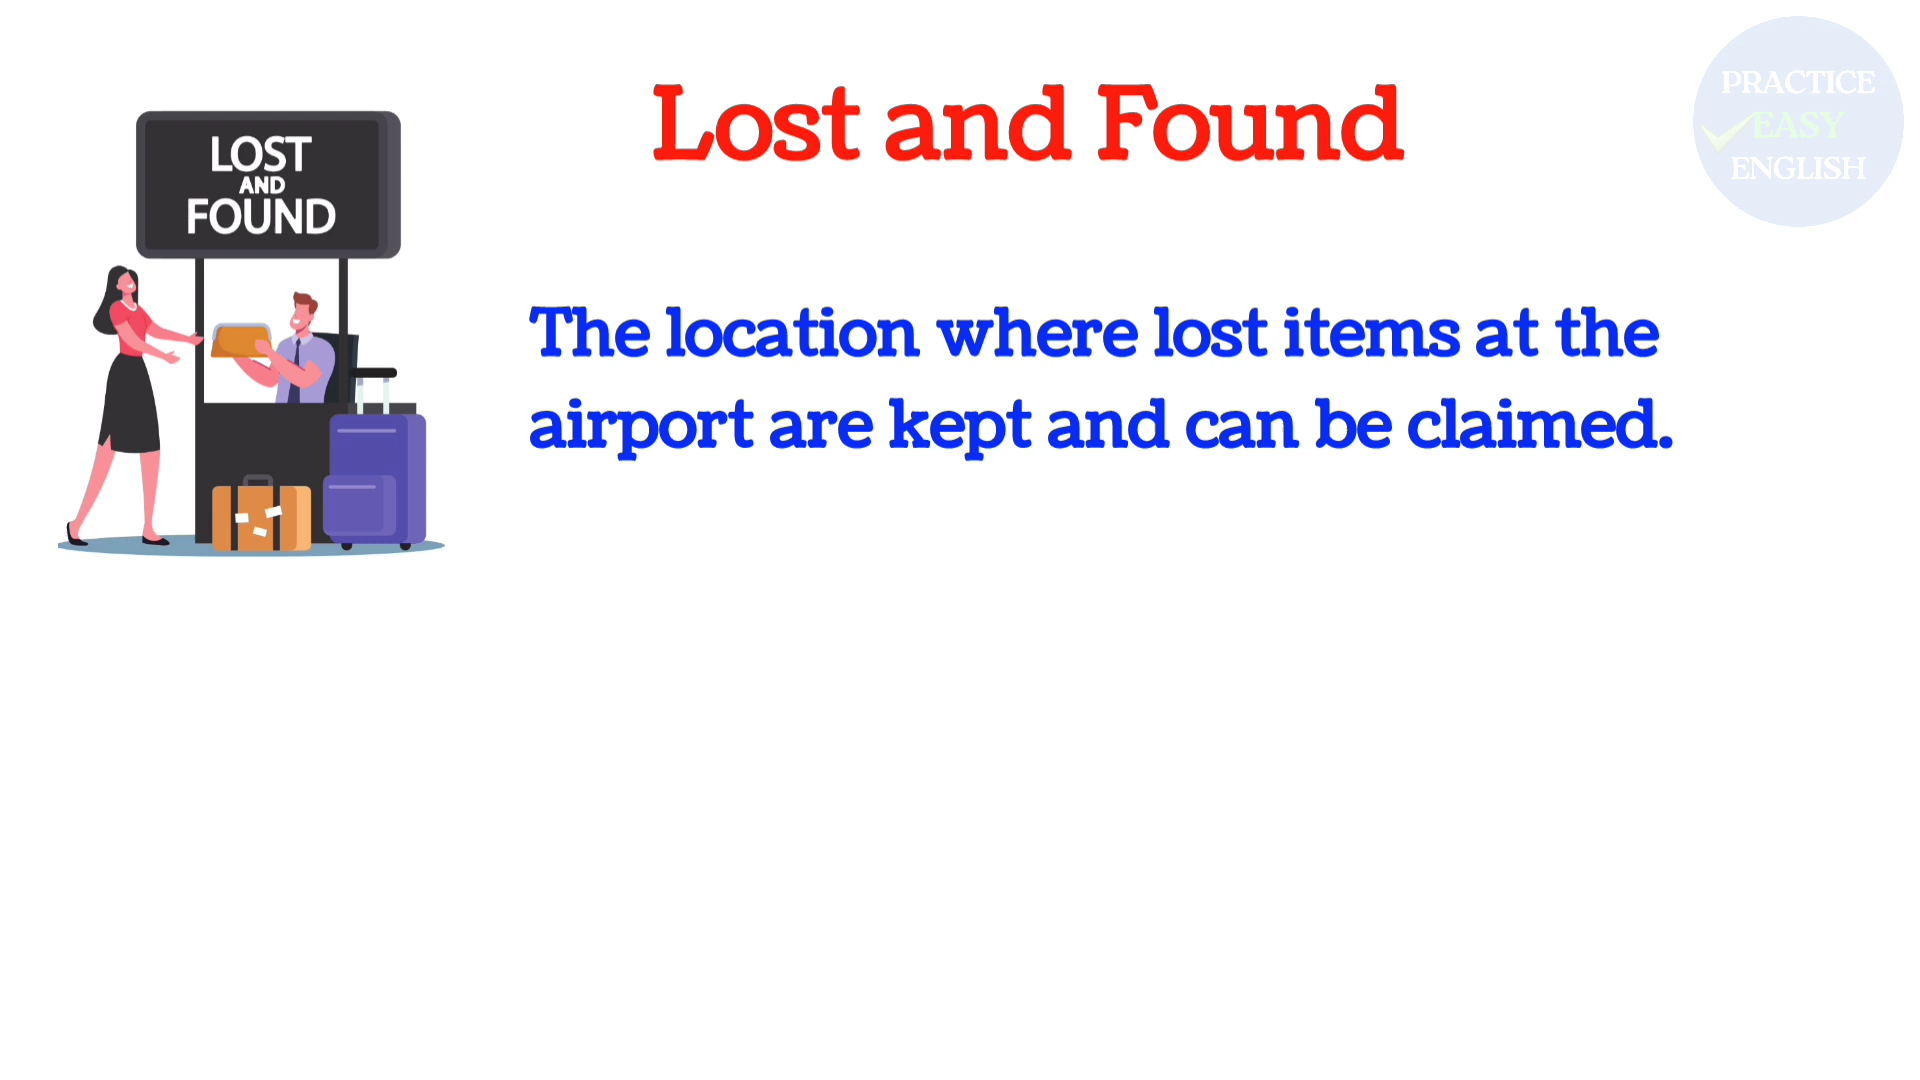 LOST
AND
FOUND
Lost and Found
The location where lost items at the
airport are kept and can be claimed.
PRACTICE
EASY
ENGLISH